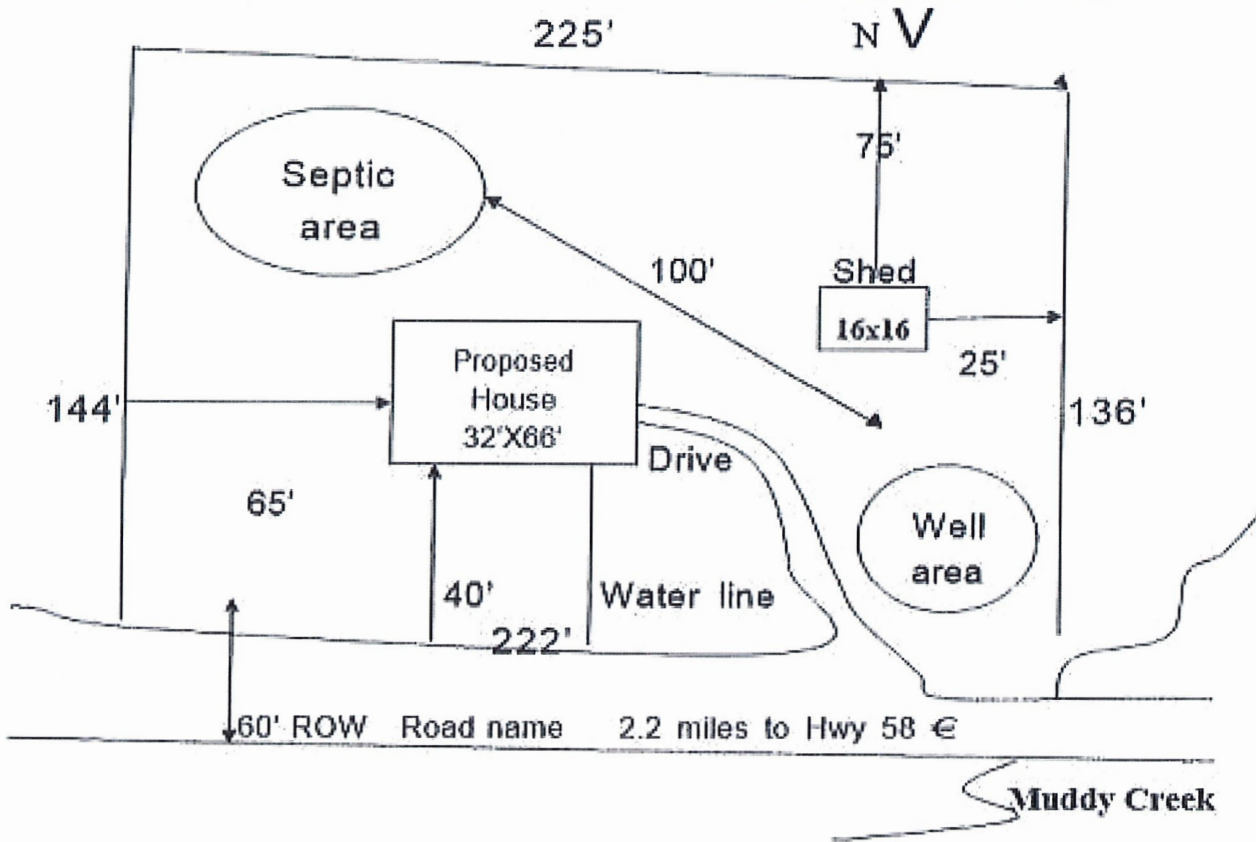 225'
N V
Septic
area
75'
100'
Shed
16x16
25'
144'
Proposed
House
32'X66'
136'
Drive
65'
Well
area
40'
Water line
222'
60' ROW Road name 2.2 miles to Hwy 58 €
Muddy Creek